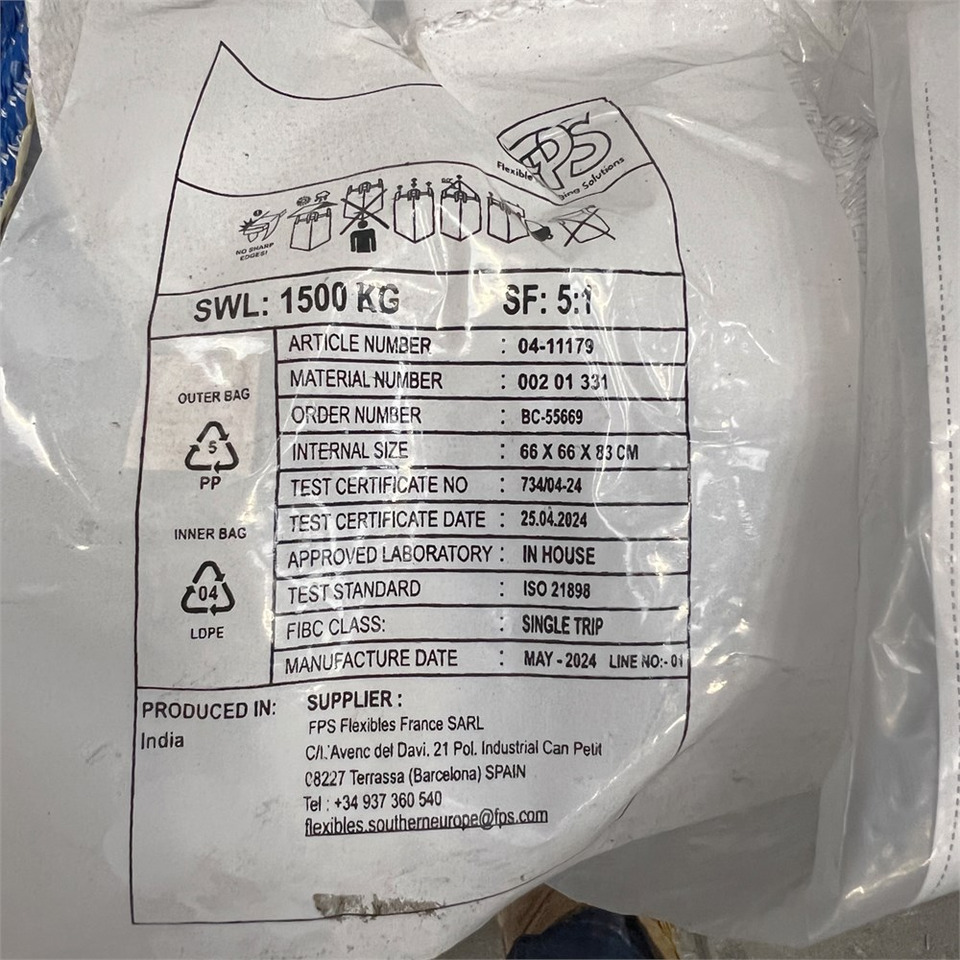 FPS
Flexible ging Solutions
NO SHARP
EDGES!
SWL: 1500 KG SF: 5:1
ARTICLE NUMBER : 04-11179
MATERIAL NUMBER : 002 01 331
ORDER NUMBER : BC-55669
INTERNAL SIZE : 66 X 66 X 83 CM
TEST CERTIFICATE NO : 734/04-24
TEST CERTIFICATE DATE : 25.04.2024
APPROVED LABORATORY : IN HOUSE
TEST STANDARD : ISO 21898
FIBC CLASS: : SINGLE TRIP
MANUFACTURE DATE : MAY - 2024 LINE NO:- 01
OUTER BAG
5
PP
INNER BAG
04
LDPE
PRODUCED IN:
India
SUPPLIER :
FPS Flexibles France SARL
C/I. Avenc del Davi. 21 Pol. Industrial Can Petit
08227 Terrassa (Barcelona) SPAIN
Tel : +34 937 360 540
flexibles.southerneurope@fps.com